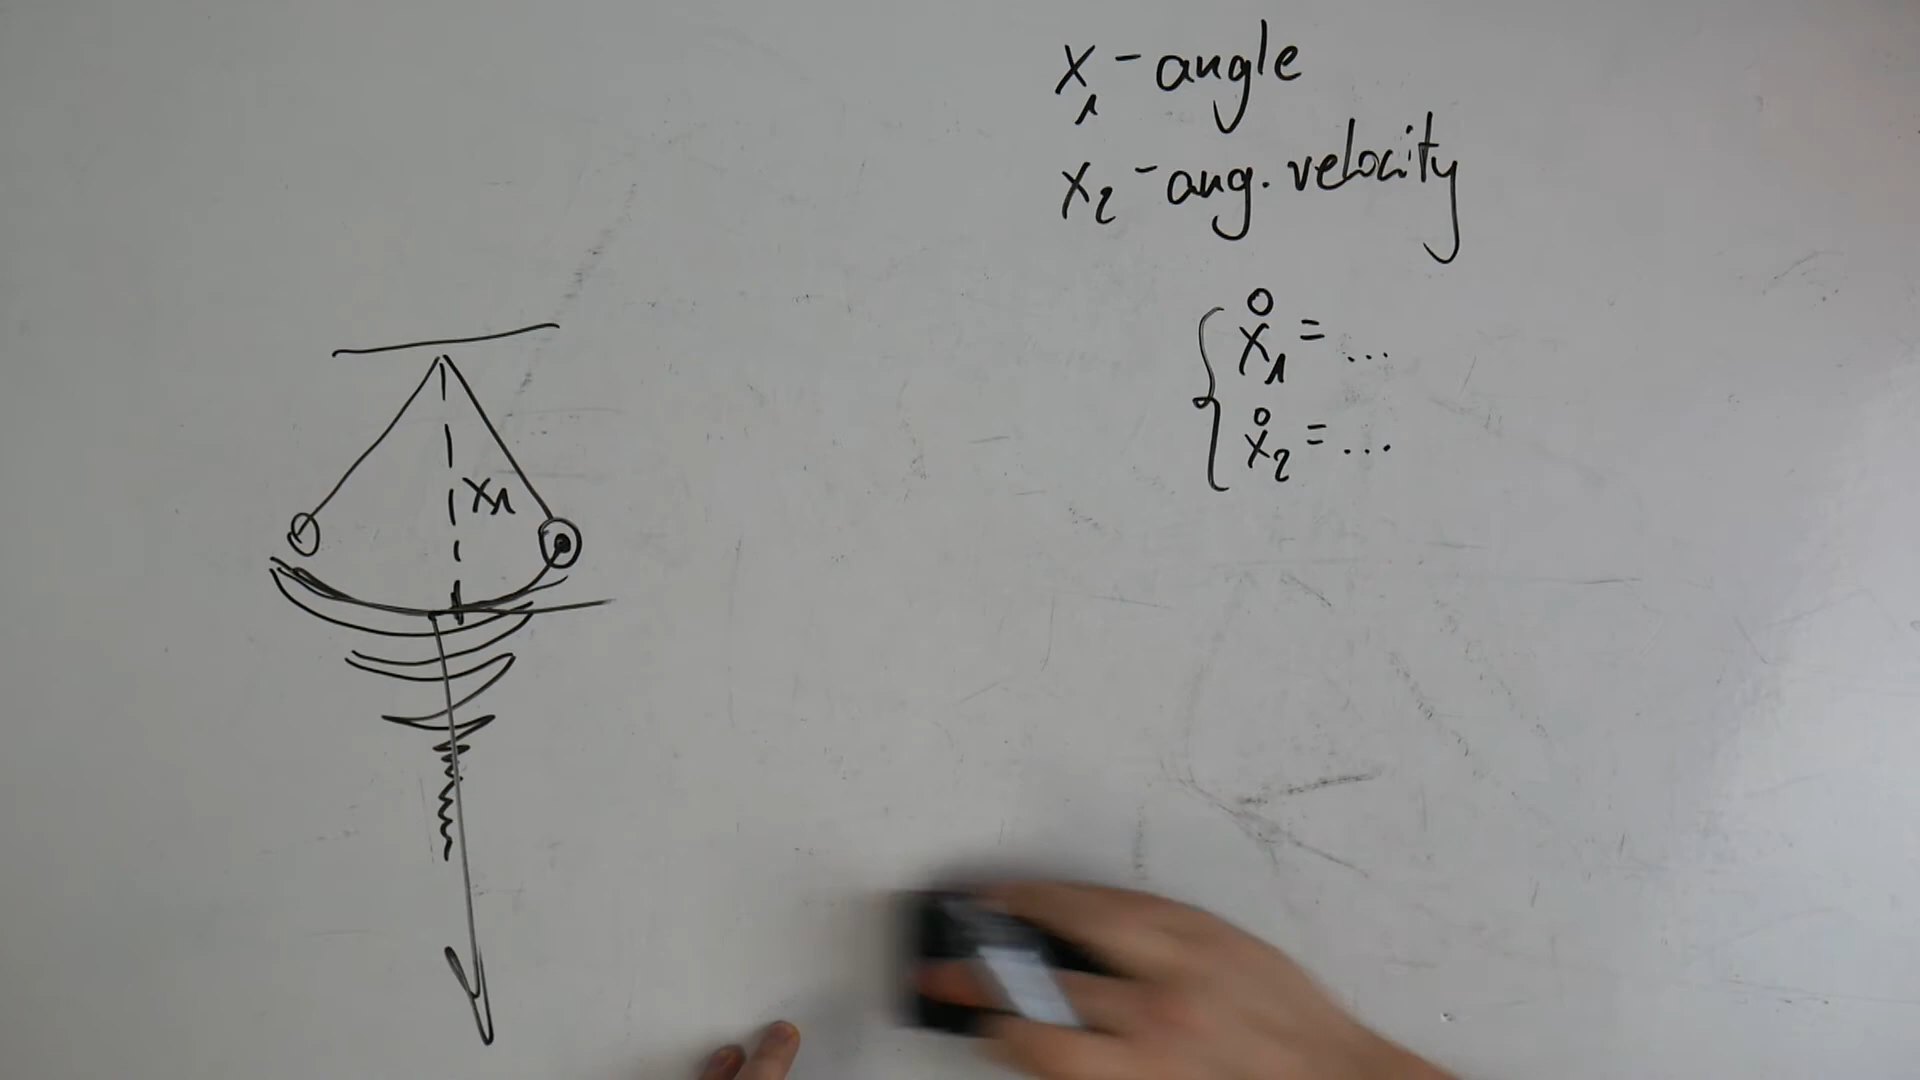 x₁ - angle
x₂ - ang. velocity
ẋ₁ = ...
ẋ₂ = ...
x₁